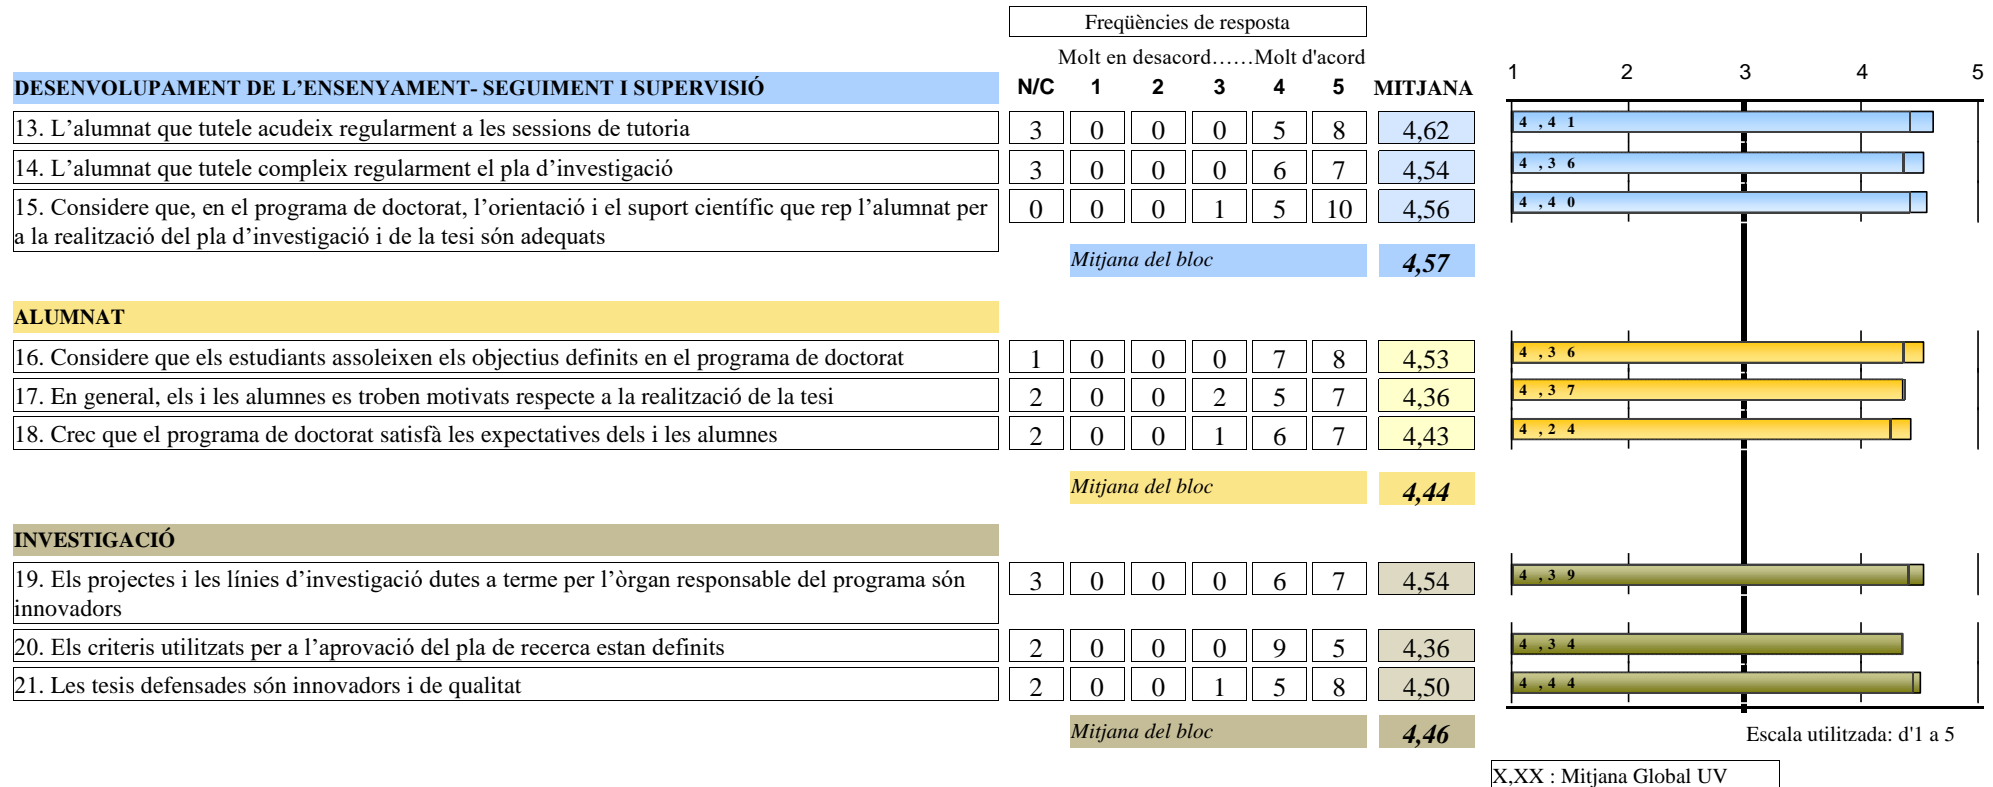 Freqüències de resposta
Molt en desacord……Molt d'acord
DESENVOLUPAMENT DE L’ENSENYAMENT- SEGUIMENT I SUPERVISIÓ N/C 1 2 3 4 5 MITJANA 1 2 3 4 5
13. L’alumnat que tutele acudeix regularment a les sessions de tutoria 3 0 0 0 5 8 4,62 4,41
14. L’alumnat que tutele compleix regularment el pla d’investigació 3 0 0 0 6 7 4,54 4,36
15. Considere que, en el programa de doctorat, l’orientació i el suport científic que rep l’alumnat per 0 0 0 1 5 10 4,56 4,40
a la realització del pla d’investigació i de la tesi són adequats
Mitjana del bloc 4,57
ALUMNAT
16. Considere que els estudiants assoleixen els objectius definits en el programa de doctorat 1 0 0 0 7 8 4,53 4,36
17. En general, els i les alumnes es troben motivats respecte a la realització de la tesi 2 0 0 2 5 7 4,36 4,37
18. Crec que el programa de doctorat satisfà les expectatives dels i les alumnes 2 0 0 1 6 7 4,43 4,24
Mitjana del bloc 4,44
INVESTIGACIÓ
19. Els projectes i les línies d’investigació dutes a terme per l’òrgan responsable del programa són 3 0 0 0 6 7 4,54 4,39
innovadors
20. Els criteris utilitzats per a l’aprovació del pla de recerca estan definits 2 0 0 0 9 5 4,36 4,34
21. Les tesis defensades són innovadors i de qualitat 2 0 0 1 5 8 4,50 4,44
Mitjana del bloc 4,46
Escala utilitzada: d'1 a 5
X,XX : Mitjana Global UV